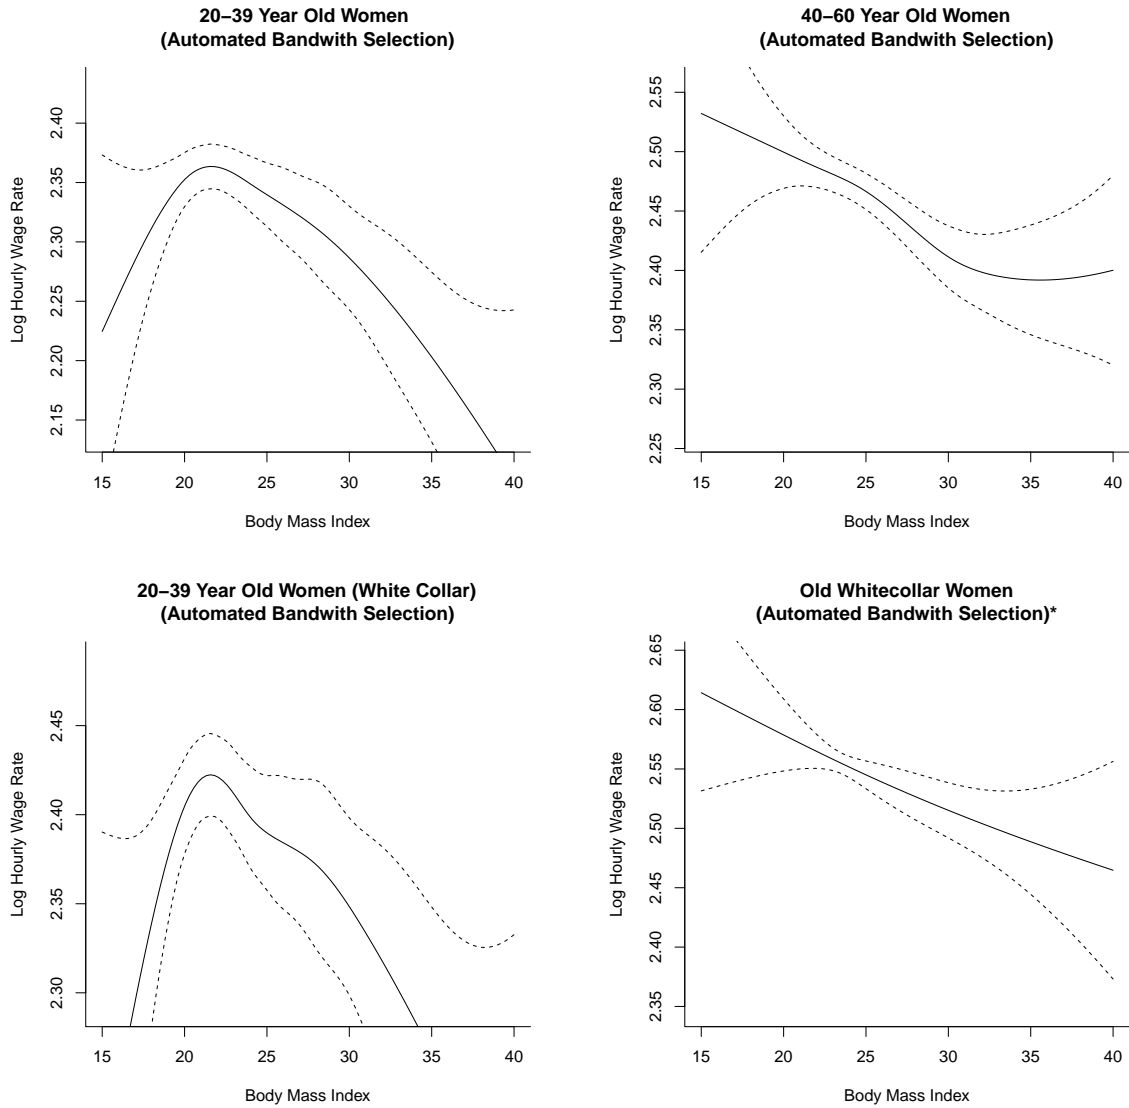 20–39 Year Old Women
(Automated Bandwith Selection)
2.40
2.35
2.30
2.25
2.20
2.15
Log Hourly Wage Rate
15 20 25 30 35 40
Body Mass Index
40–60 Year Old Women
(Automated Bandwith Selection)
2.55
2.50
2.45
2.40
2.35
2.30
2.25
Log Hourly Wage Rate
15 20 25 30 35 40
Body Mass Index
20–39 Year Old Women (White Collar)
(Automated Bandwith Selection)
2.45
2.40
2.35
2.30
Log Hourly Wage Rate
15 20 25 30 35 40
Body Mass Index
Old Whitecollar Women
(Automated Bandwith Selection)*
2.65
2.60
2.55
2.50
2.45
2.40
2.35
Log Hourly Wage Rate
15 20 25 30 35 40
Body Mass Index